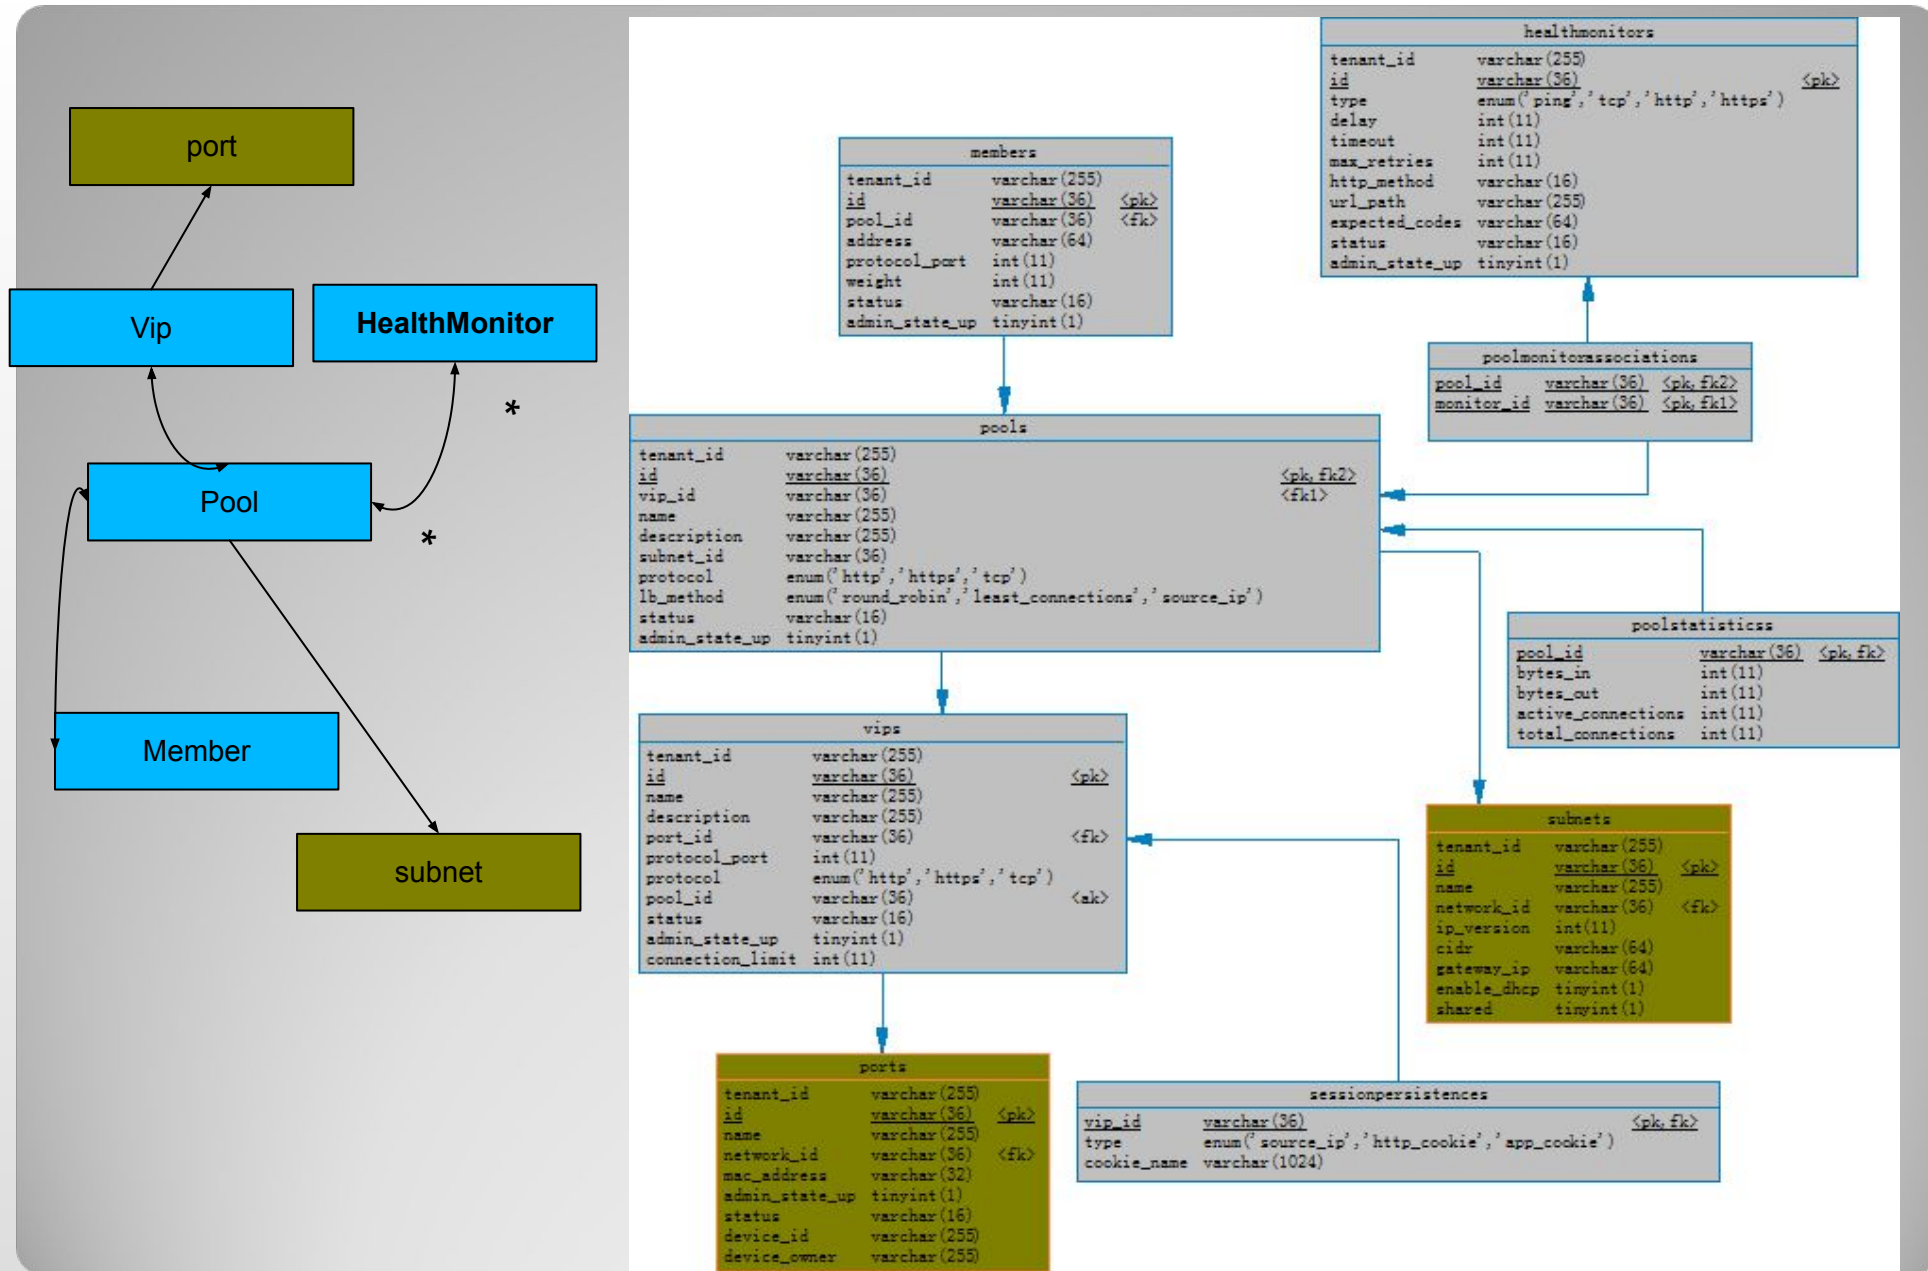 port
Vip
HealthMonitor
*
Pool
*
Member
subnet
healthmonitors
tenant_id varchar(255)
id varchar(36) <pk>
type enum('ping','tcp','http','https')
delay int(11)
timeout int(11)
max_retries int(11)
http_method varchar(16)
url_path varchar(255)
expected_codes varchar(64)
status varchar(16)
admin_state_up tinyint(1)
members
tenant_id varchar(255)
id varchar(36) <pk>
pool_id varchar(36) <fk>
address varchar(64)
protocol_port int(11)
weight int(11)
status varchar(16)
admin_state_up tinyint(1)
poolmonitorassociations
pool_id varchar(36) <pk,fk2>
monitor_id varchar(36) <pk,fk1>
pools
tenant_id varchar(255)
id varchar(36) <pk,fk2>
vip_id varchar(36) <fk1>
name varchar(255)
description varchar(255)
subnet_id varchar(36)
protocol enum('http','https','tcp')
lb_method enum('round_robin','least_connections','source_ip')
status varchar(16)
admin_state_up tinyint(1)
poolstatisticss
pool_id varchar(36) <pk,fk>
bytes_in int(11)
bytes_out int(11)
active_connections int(11)
total_connections int(11)
vips
tenant_id varchar(255)
id varchar(36) <pk>
name varchar(255)
description varchar(255)
port_id varchar(36) <fk>
protocol_port int(11)
protocol enum('http','https','tcp')
pool_id varchar(36) <ak>
status varchar(16)
admin_state_up tinyint(1)
connection_limit int(11)
subnets
tenant_id varchar(255)
id varchar(36) <pk>
name varchar(255)
network_id varchar(36) <fk>
ip_version int(11)
cidr varchar(64)
gateway_ip varchar(64)
enable_dhcp tinyint(1)
shared tinyint(1)
ports
tenant_id varchar(255)
id varchar(36) <pk>
name varchar(255)
network_id varchar(36) <fk>
mac_address varchar(32)
admin_state_up tinyint(1)
status varchar(16)
device_id varchar(255)
device_owner varchar(255)
sessionpersistences
vip_id varchar(36) <pk,fk>
type enum('source_ip','http_cookie','app_cookie')
cookie_name varchar(1024)